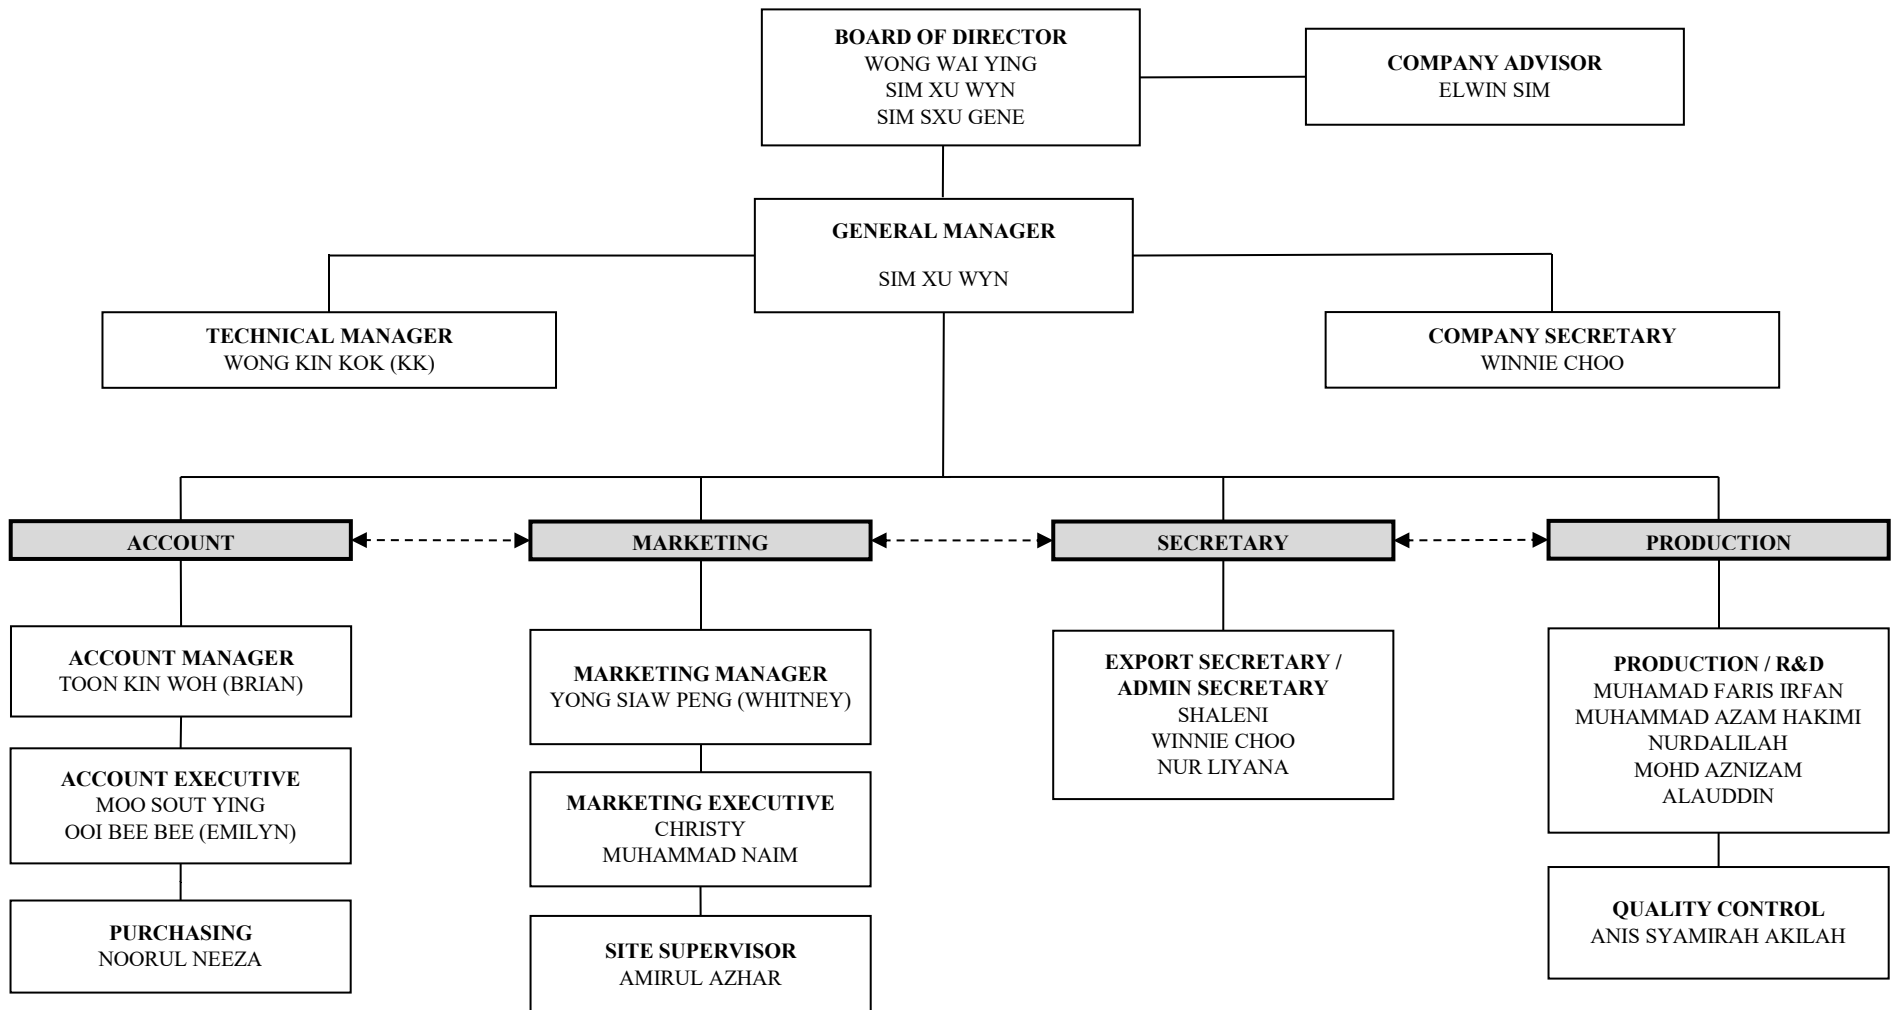 BOARD OF DIRECTOR
WONG WAI YING
SIM XU WYN
SIM SXU GENE
COMPANY ADVISOR
ELWIN SIM
GENERAL MANAGER
SIM XU WYN
TECHNICAL MANAGER
WONG KIN KOK (KK)
COMPANY SECRETARY
WINNIE CHOO
ACCOUNT
MARKETING
SECRETARY
PRODUCTION
ACCOUNT MANAGER
TOON KIN WOH (BRIAN)
ACCOUNT EXECUTIVE
MOO SOUT YING
OOI BEE BEE (EMILYN)
PURCHASING
NOORUL NEEZA
MARKETING MANAGER
YONG SIAW PENG (WHITNEY)
MARKETING EXECUTIVE
CHRISTY
MUHAMMAD NAIM
SITE SUPERVISOR
AMIRUL AZHAR
EXPORT SECRETARY /
ADMIN SECRETARY
SHALENI
WINNIE CHOO
NUR LIYANA
PRODUCTION / R&D
MUHAMAD FARIS IRFAN
MUHAMMAD AZAM HAKIMI
NURDALILAH
MOHD AZNIZAM
ALAUDDIN
QUALITY CONTROL
ANIS SYAMIRAH AKILAH